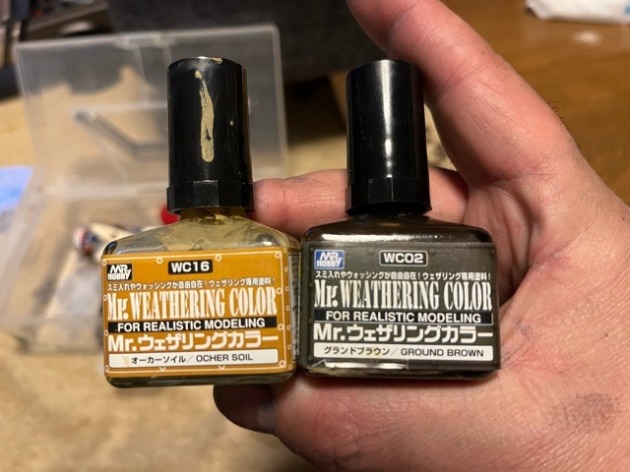 MR.
HOBBY
WC16
スミ入れやウォッシングが自由自在!ウェザリング専用塗料!
Mr. WEATHERING COLOR
FOR REALISTIC MODELING
Mr.ウェザリングカラー
オーカーソイル/OCHER SOIL
MR.
HOBBY
WC02
スミ入れやウォッシングが自由自在!ウェザリング専用塗料!
Mr. WEATHERING COLOR
FOR REALISTIC MODELING
Mr.ウェザリングカラー
グランドブラウン/GROUND BROWN